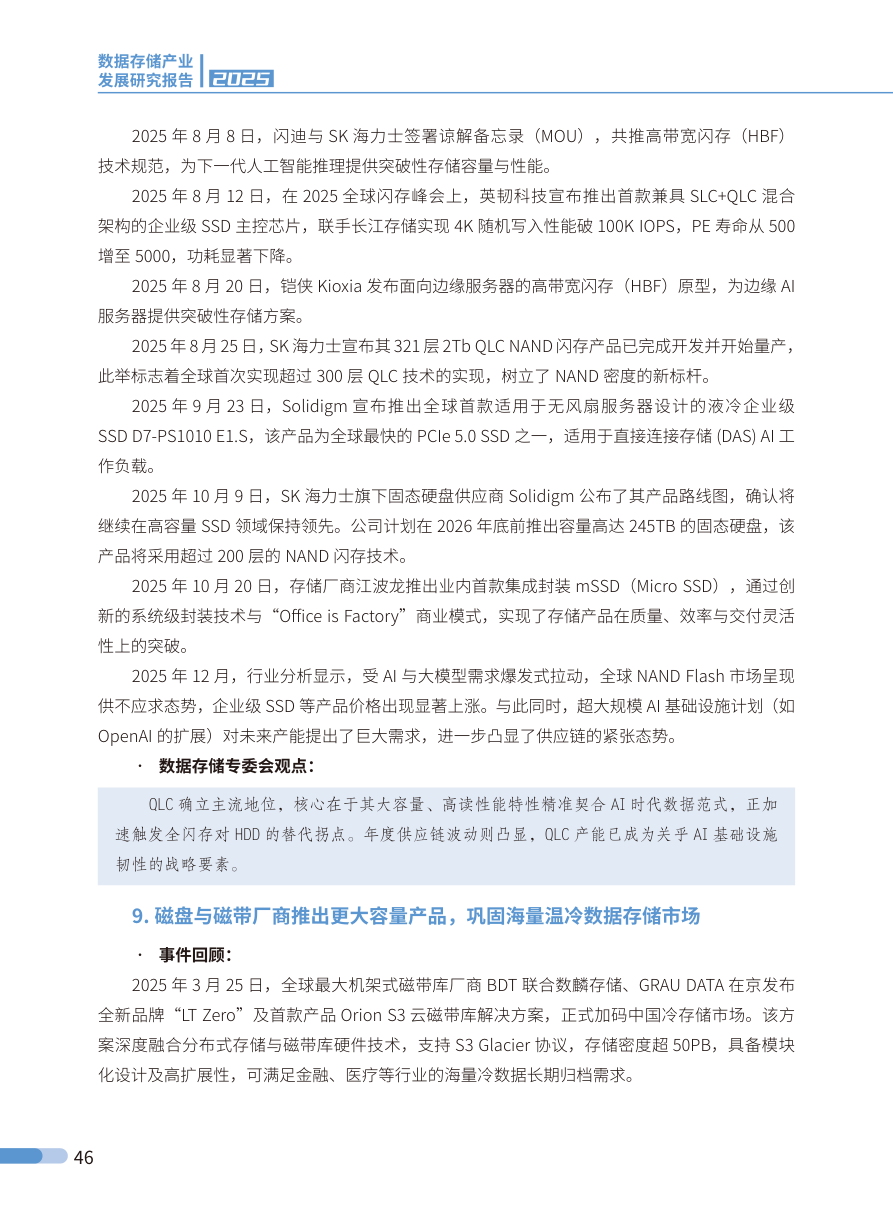 数据存储产业
发展研究报告 2025
2025 年 8 月 8 日，闪迪与 SK 海力士签署谅解备忘录（MOU），共推高带宽闪存（HBF）
技术规范，为下一代人工智能推理提供突破性存储容量与性能。
2025 年 8 月 12 日，在 2025 全球闪存峰会上，英韧科技宣布推出首款兼具 SLC+QLC 混合
架构的企业级 SSD 主控芯片，联手长江存储实现 4K 随机写入性能破 100K IOPS，PE 寿命从 500
增至 5000，功耗显著下降。
2025 年 8 月 20 日，铠侠 Kioxia 发布面向边缘服务器的高带宽闪存（HBF）原型，为边缘 AI
服务器提供突破性存储方案。
2025 年 8 月 25 日，SK 海力士宣布其 321 层 2Tb QLC NAND 闪存产品已完成开发并开始量产，
此举标志着全球首次实现超过 300 层 QLC 技术的实现，树立了 NAND 密度的新标杆。
2025 年 9 月 23 日，Solidigm 宣布推出全球首款适用于无风扇服务器设计的液冷企业级
SSD D7-PS1010 E1.S，该产品为全球最快的 PCIe 5.0 SSD 之一，适用于直接连接存储 (DAS) AI 工
作负载。
2025 年 10 月 9 日，SK 海力士旗下固态硬盘供应商 Solidigm 公布了其产品路线图，确认将
继续在高容量 SSD 领域保持领先。公司计划在 2026 年底前推出容量高达 245TB 的固态硬盘，该
产品将采用超过 200 层的 NAND 闪存技术。
2025 年 10 月 20 日，存储厂商江波龙推出业内首款集成封装 mSSD（Micro SSD），通过创
新的系统级封装技术与“Office is Factory”商业模式，实现了存储产品在质量、效率与交付灵活
性上的突破。
2025 年 12 月，行业分析显示，受 AI 与大模型需求爆发式拉动，全球 NAND Flash 市场呈现
供不应求态势，企业级 SSD 等产品价格出现显著上涨。与此同时，超大规模 AI 基础设施计划（如
OpenAI 的扩展）对未来产能提出了巨大需求，进一步凸显了供应链的紧张态势。
· 数据存储专委会观点：
QLC 确立主流地位，核心在于其大容量、高读性能特性精准契合 AI 时代数据范式，正加
速触发全闪存对 HDD 的替代拐点。年度供应链波动则凸显，QLC 产能已成为关乎 AI 基础设施
韧性的战略要素。
9. 磁盘与磁带厂商推出更大容量产品，巩固海量温冷数据存储市场
· 事件回顾：
2025 年 3 月 25 日，全球最大机架式磁带库厂商 BDT 联合数麟存储、GRAU DATA 在京发布
全新品牌“LT Zero”及首款产品 Orion S3 云磁带库解决方案，正式加码中国冷存储市场。该方
案深度融合分布式存储与磁带库硬件技术，支持 S3 Glacier 协议，存储密度超 50PB，具备模块
化设计及高扩展性，可满足金融、医疗等行业的海量冷数据长期归档需求。
46